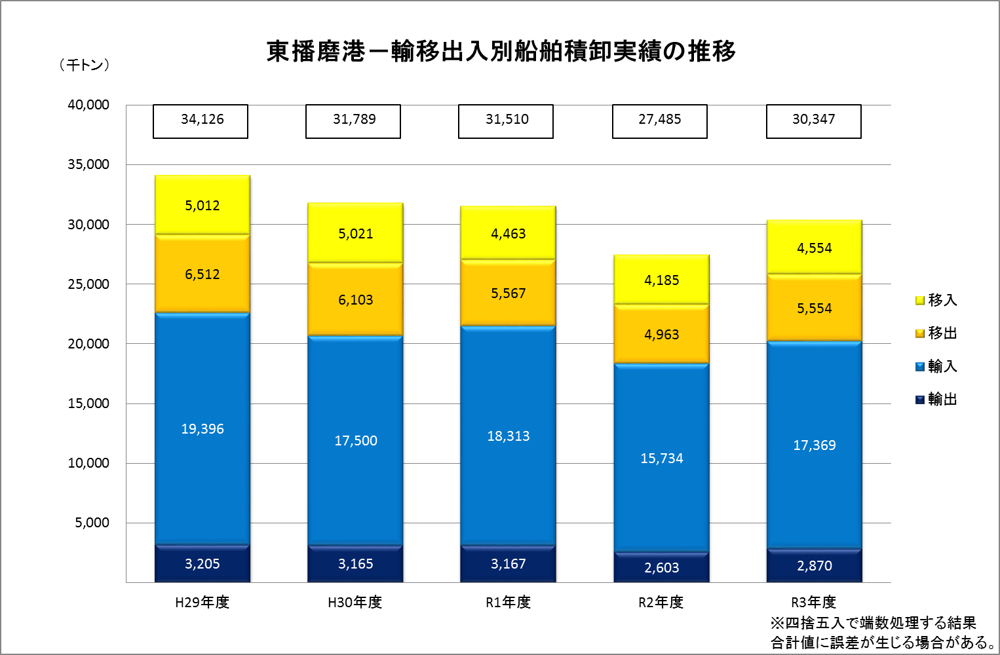 東播磨港－輸移出入別船舶積卸実績の推移
（千トン）
40,000
35,000
30,000
25,000
20,000
15,000
10,000
5,000
34,126
31,789
31,510
27,485
30,347
5,012
5,021
4,463
4,185
4,554
6,512
6,103
5,567
4,963
5,554
19,396
17,500
18,313
15,734
17,369
3,205
3,165
3,167
2,603
2,870
H29年度
H30年度
R1年度
R2年度
R3年度
移入
移出
輸入
輸出
※四捨五入で端数処理する結果
合計値に誤差が生じる場合がある。